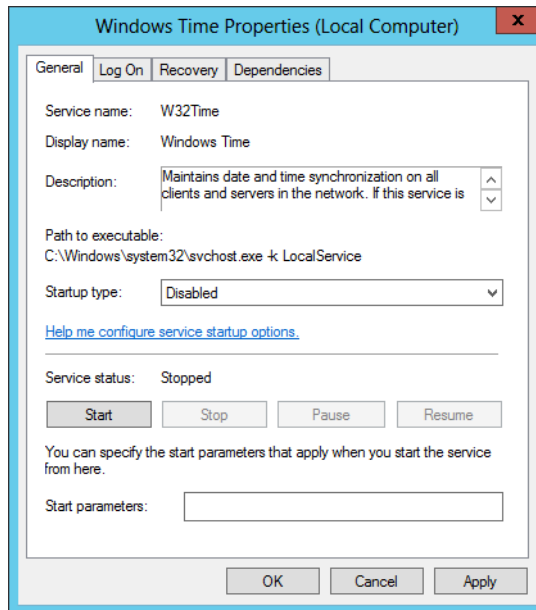 Windows Time Properties (Local Computer)
x
General Log On Recovery Dependencies
Service name: W32Time
Display name: Windows Time
Description: Maintains date and time synchronization on all
clients and servers in the network. If this service is
Path to executable:
C:\Windows\system32\svchost.exe -k LocalService
Startup type: Disabled
Help me configure service startup options.
Service status: Stopped
Start Stop Pause Resume
You can specify the start parameters that apply when you start the service
from here.
Start parameters:
OK Cancel Apply